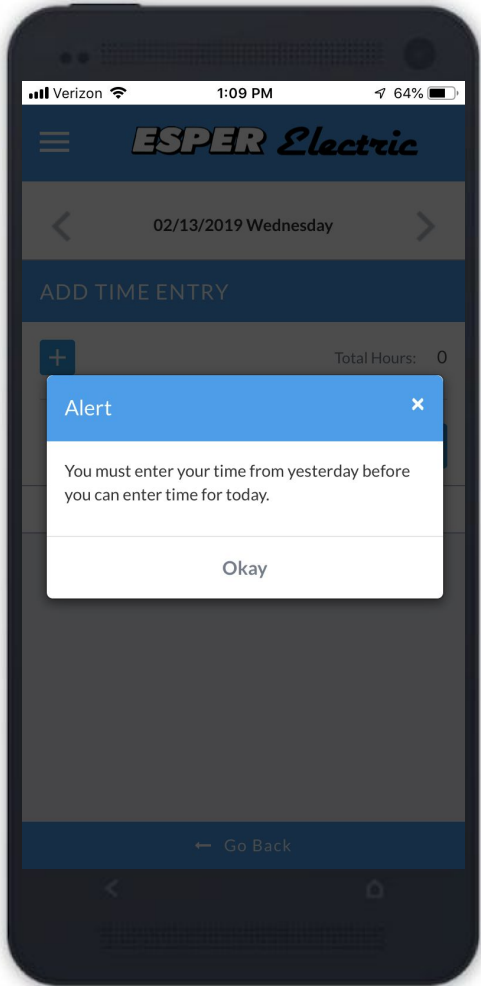 Verizon 1:09 PM 64%
ESPER Electric
02/13/2019 Wednesday
ADD TIME ENTRY
+ Total Hours: 0
Alert ×
You must enter your time from yesterday before
you can enter time for today.
Okay
← Go Back